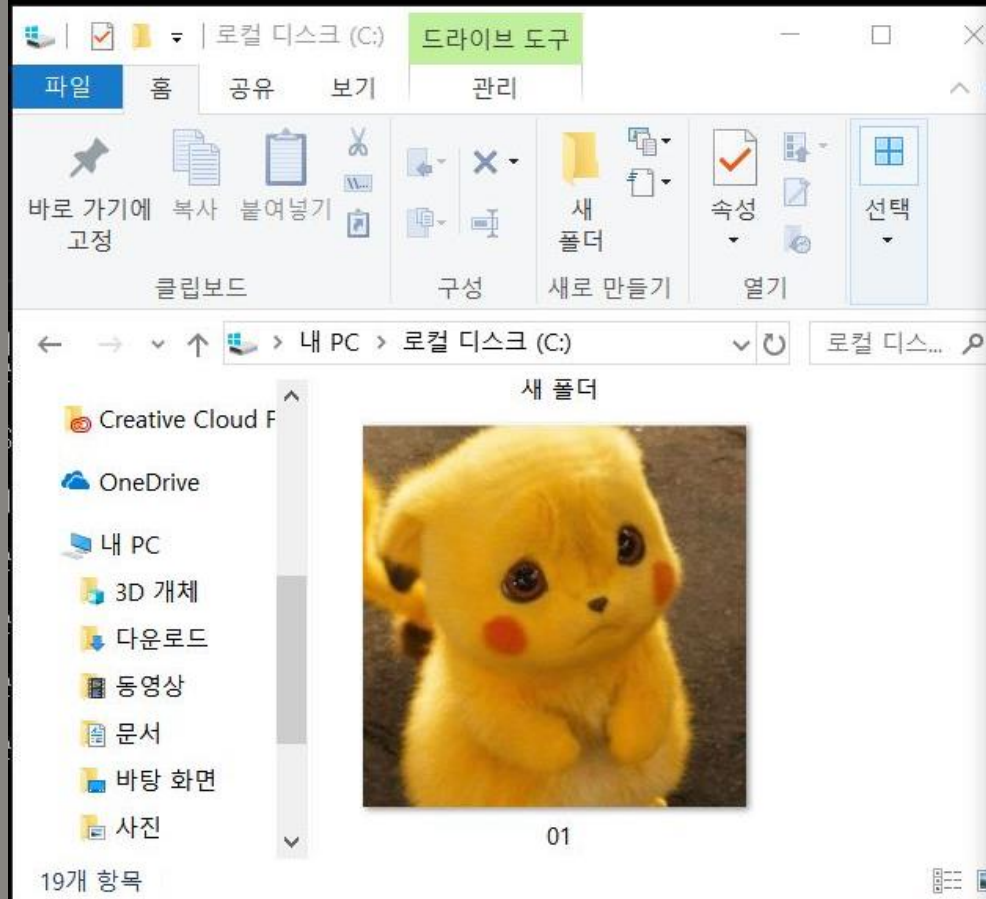 로컬 디스크 (C:)
드라이브 도구
파일
홈
공유
보기
관리
바로 가기에
고정
복사
붙여넣기
새
폴더
속성
선택
클립보드
구성
새로 만들기
열기
내 PC
로컬 디스크 (C:)
로컬 디스...
새 폴더
Creative Cloud F
OneDrive
내 PC
3D 개체
다운로드
동영상
문서
바탕 화면
사진
01
19개 항목